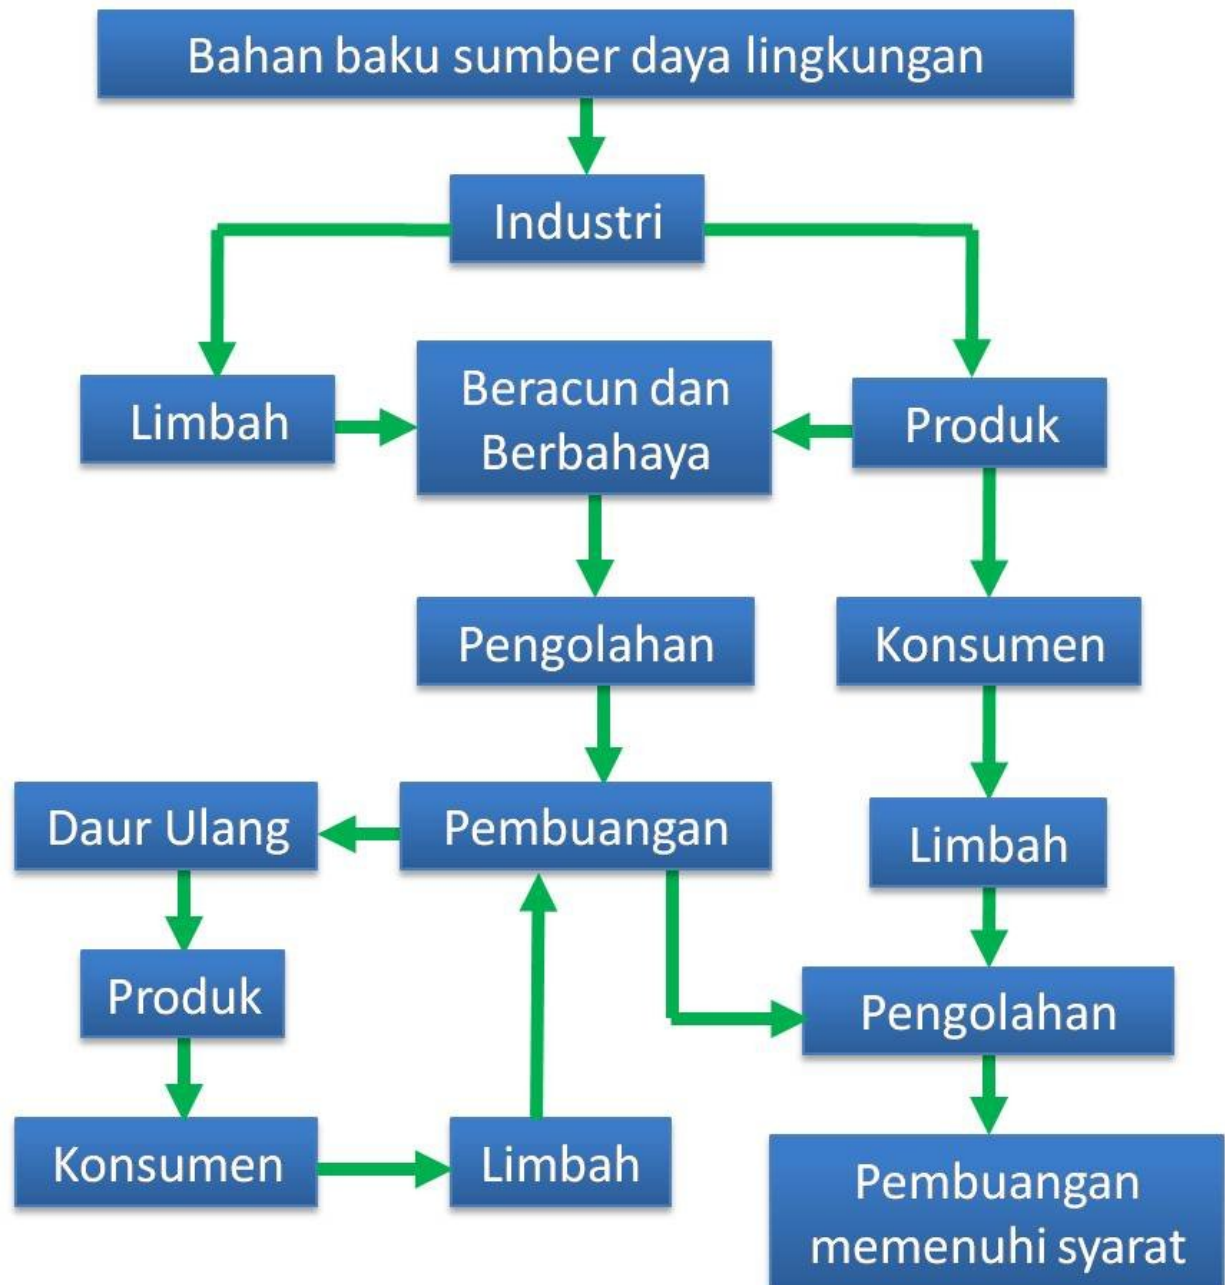 Bahan baku sumber daya lingkungan
Industri
Limbah
Beracun dan
Berbahaya
Produk
Pengolahan
Konsumen
Daur Ulang
Pembuangan
Limbah
Produk
Pengolahan
Konsumen
Limbah
Pembuangan
memenuhi syarat